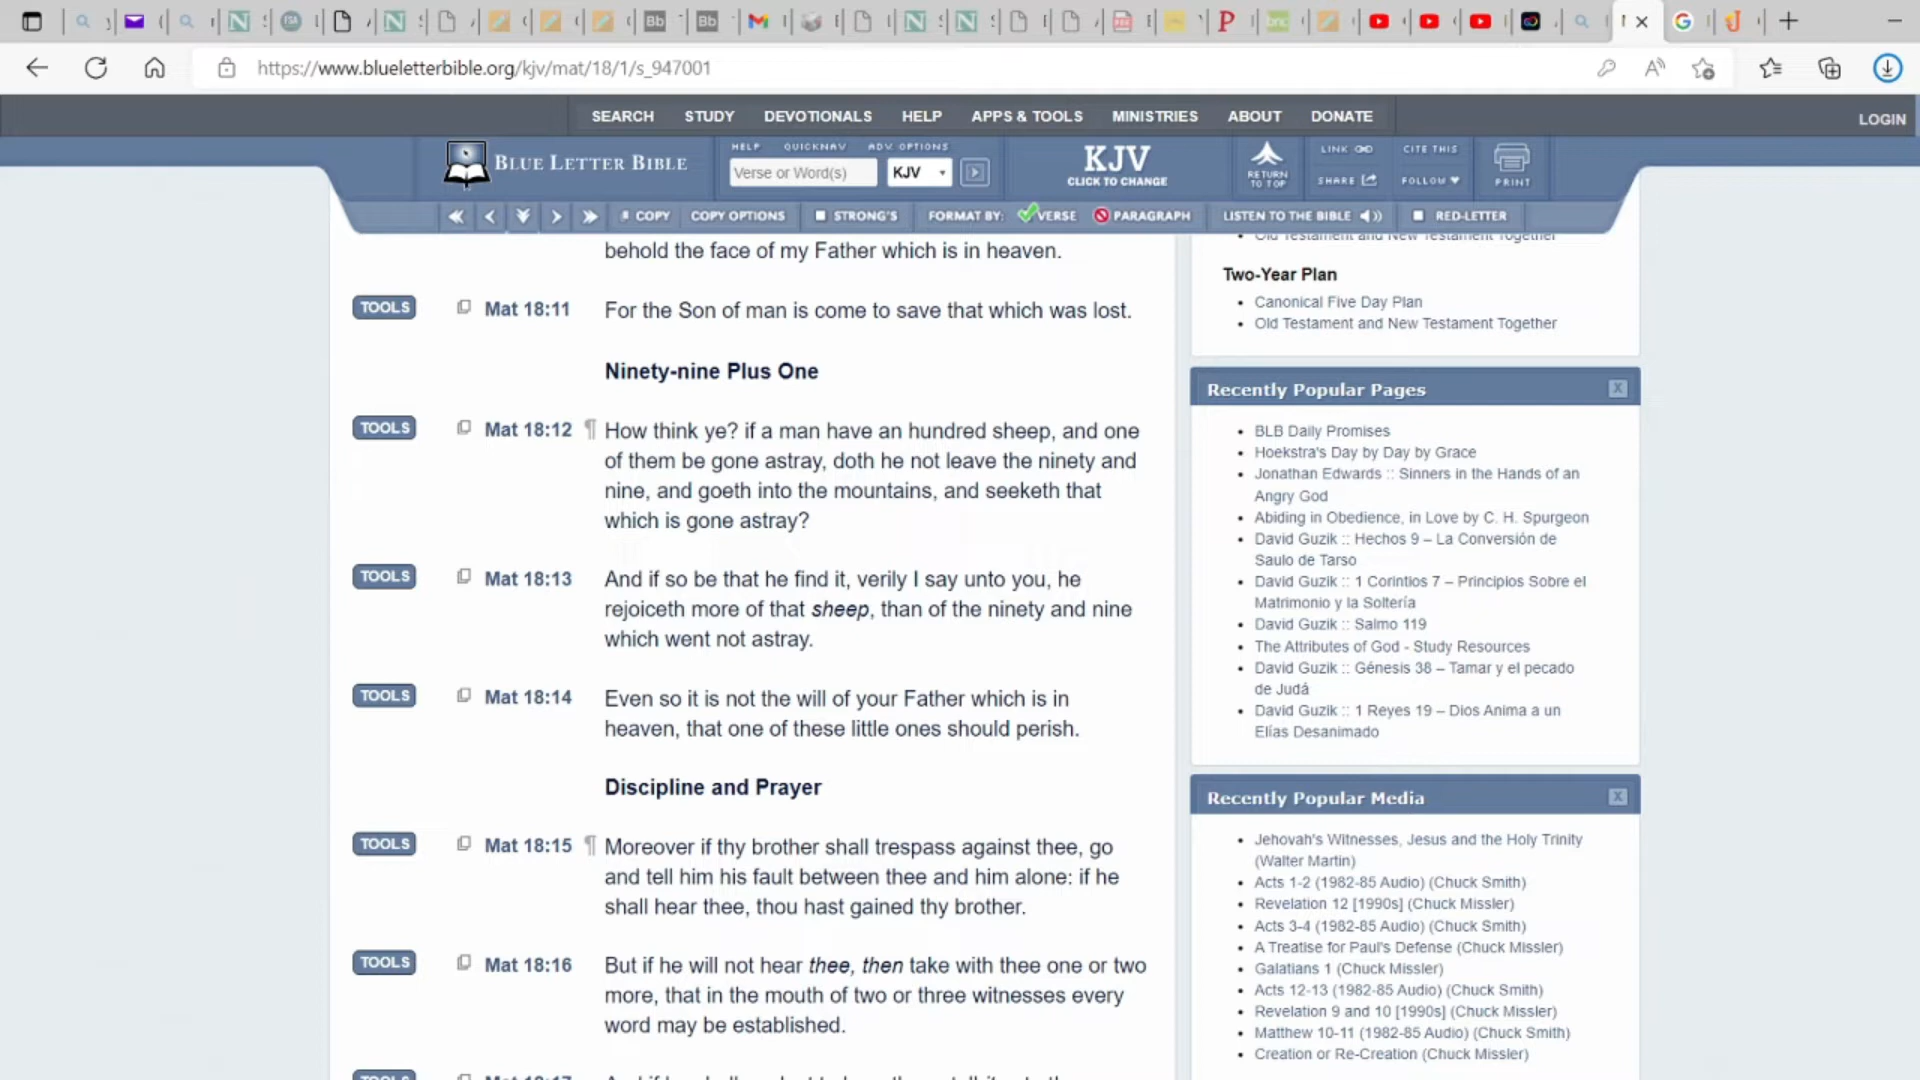 https://www.blueletterbible.org/kjv/mat/18/1/s_947001
SEARCH STUDY DEVOTIONALS HELP APPS & TOOLS MINISTRIES ABOUT DONATE
LOGIN
BLUE LETTER BIBLE
HELP QUICKNAV ADV. OPTIONS
Verse or Word(s)
KJV
KJV
CLICK TO CHANGE
RETURN
TO TOP
LINK
CITE THIS
SHARE
FOLLOW
PRINT
COPY COPY OPTIONS STRONG'S FORMAT BY: VERSE PARAGRAPH LISTEN TO THE BIBLE RED-LETTER
behold the face of my Father which is in heaven.
TOOLS Mat 18:11 For the Son of man is come to save that which was lost.
Ninety-nine Plus One
TOOLS Mat 18:12 ¶ How think ye? if a man have an hundred sheep, and one
of them be gone astray, doth he not leave the ninety and
nine, and goeth into the mountains, and seeketh that
which is gone astray?
TOOLS Mat 18:13 And if so be that he find it, verily I say unto you, he
rejoiceth more of that sheep, than of the ninety and nine
which went not astray.
TOOLS Mat 18:14 Even so it is not the will of your Father which is in
heaven, that one of these little ones should perish.
Discipline and Prayer
TOOLS Mat 18:15 ¶ Moreover if thy brother shall trespass against thee, go
and tell him his fault between thee and him alone: if he
shall hear thee, thou hast gained thy brother.
TOOLS Mat 18:16 But if he will not hear thee, then take with thee one or two
more, that in the mouth of two or three witnesses every
word may be established.
Old Testament and New Testament Together
Two-Year Plan
• Canonical Five Day Plan
• Old Testament and New Testament Together
Recently Popular Pages
X
• BLB Daily Promises
• Hoekstra's Day by Day by Grace
• Jonathan Edwards :: Sinners in the Hands of an
Angry God
• Abiding in Obedience, in Love by C. H. Spurgeon
• David Guzik :: Hechos 9 – La Conversión de
Saulo de Tarso
• David Guzik :: 1 Corintios 7 – Principios Sobre el
Matrimonio y la Soltería
• David Guzik :: Salmo 119
• The Attributes of God - Study Resources
• David Guzik :: Génesis 38 – Tamar y el pecado
de Judá
• David Guzik :: 1 Reyes 19 – Dios Anima a un
Elías Desanimado
Recently Popular Media
X
• Jehovah's Witnesses, Jesus and the Holy Trinity
(Walter Martin)
• Acts 1-2 (1982-85 Audio) (Chuck Smith)
• Revelation 12 [1990s] (Chuck Missler)
• Acts 3-4 (1982-85 Audio) (Chuck Smith)
• A Treatise for Paul's Defense (Chuck Missler)
• Galatians 1 (Chuck Missler)
• Acts 12-13 (1982-85 Audio) (Chuck Smith)
• Revelation 9 and 10 [1990s] (Chuck Missler)
• Matthew 10-11 (1982-85 Audio) (Chuck Smith)
• Creation or Re-Creation (Chuck Missler)